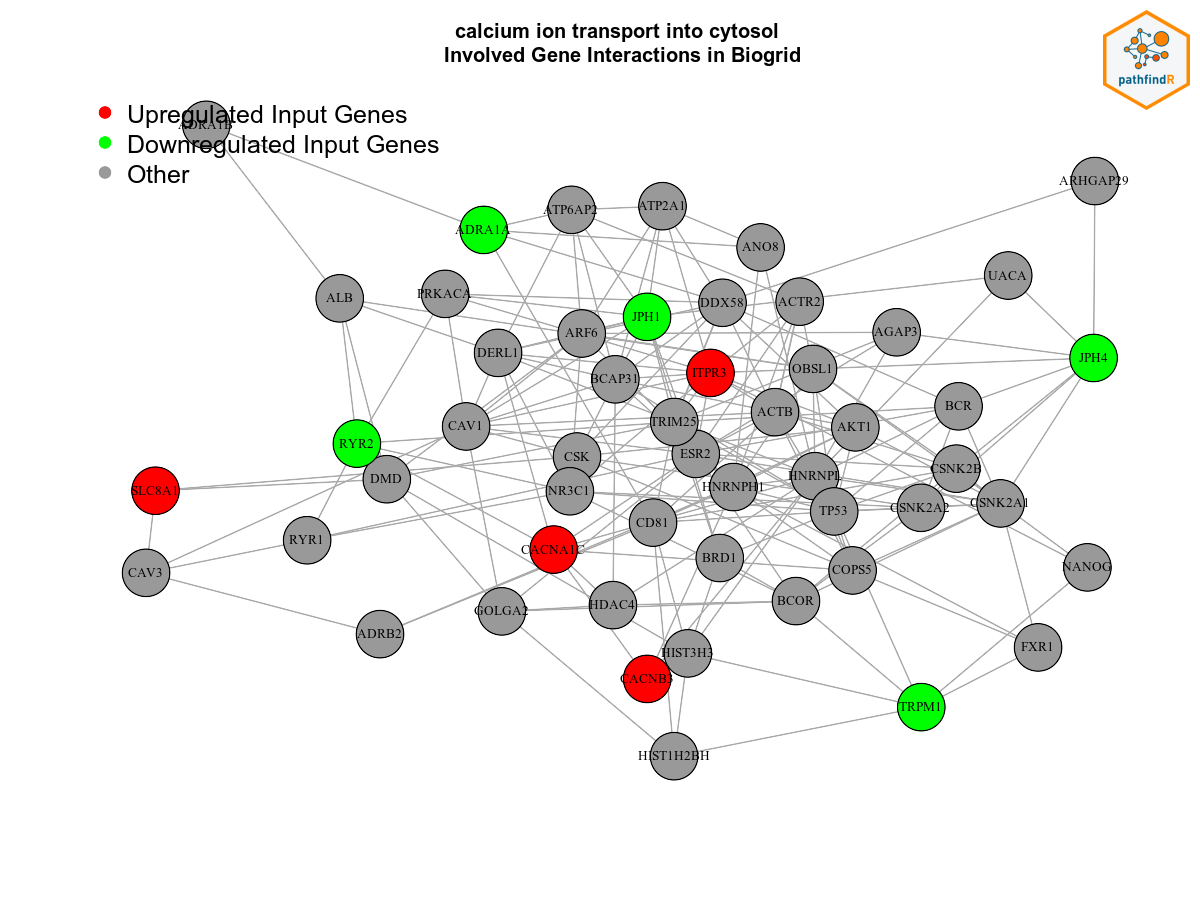 calcium ion transport into cytosol
Involved Gene Interactions in Biogrid
pathfindR
Upregulated Input Genes
Downregulated Input Genes
Other
ADRA1B
ARHGAP29
ATP2A1
ATP6AP2
ADRA1A
ANO8
UACA
PRKACA
ALB
DDX58
ACTR2
JPH1
AGAP3
ARF6
DERL1
JPH4
OBSL1
ITPR3
BCAP31
BCR
ACTB
TRIM25
CAV1
AKT1
RYR2
ESR2
CSK
CSNK2B
HNRNPL
DMD
HNRNPH1
SLC8A1
NR3C1
CSNK2A1
CSNK2A2
TP53
CD81
RYR1
CACNA1C
BRD1
NANOG
COPS5
CAV3
BCOR
HDAC4
GOLGA2
ADRB2
FXR1
HIST3H3
CACNB3
TRPM1
HIST1H2BH